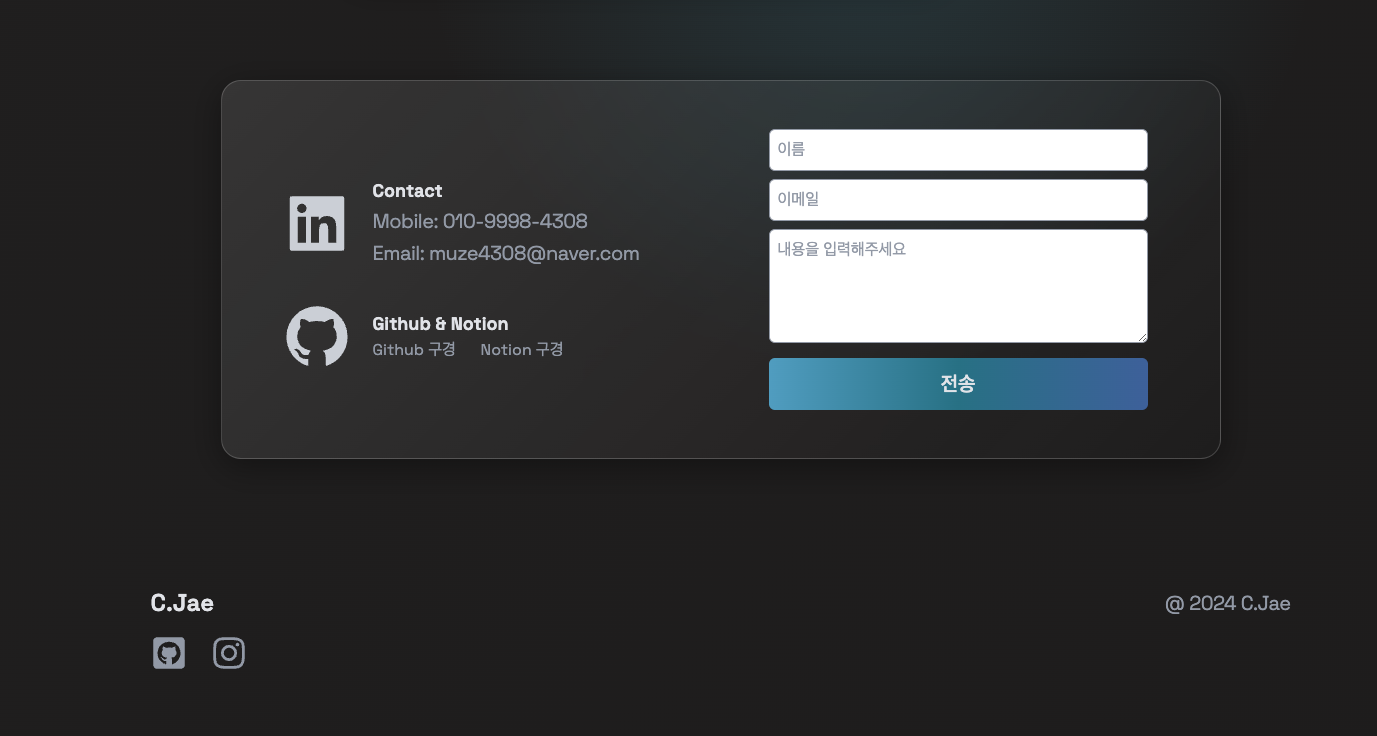 Contact
Mobile: 010-9998-4308
Email: muze4308@naver.com
Github & Notion
Github 구경 Notion 구경
이름
이메일
내용을 입력해주세요
전송
C.Jae
@ 2024 C.Jae